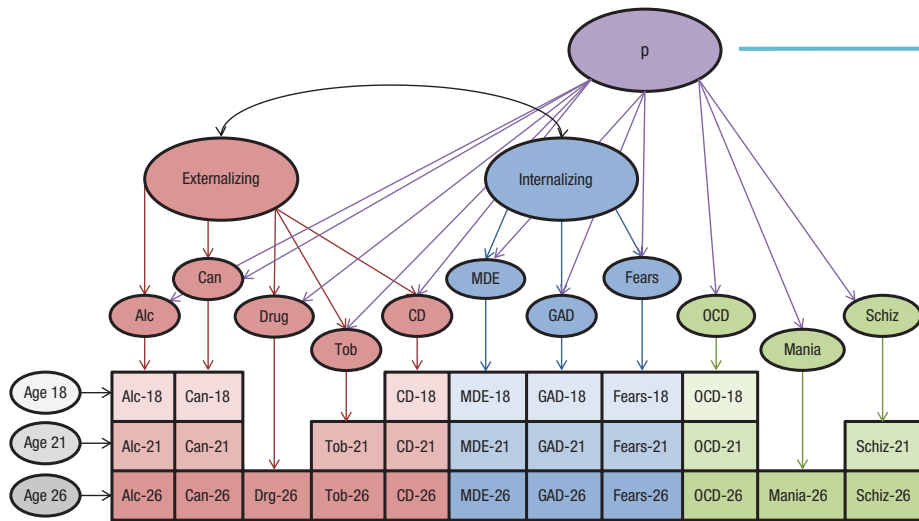 p
Externalizing
Internalizing
Can
MDE
Fears
Alc
Drug
CD
GAD
OCD
Schiz
Tob
Mania
Age 18
Alc-18
Can-18
CD-18
MDE-18
GAD-18
Fears-18
OCD-18
Age 21
Alc-21
Can-21
Tob-21
CD-21
MDE-21
GAD-21
Fears-21
OCD-21
Schiz-21
Age 26
Alc-26
Can-26
Drg-26
Tob-26
CD-26
MDE-26
GAD-26
Fears-26
OCD-26
Mania-26
Schiz-26